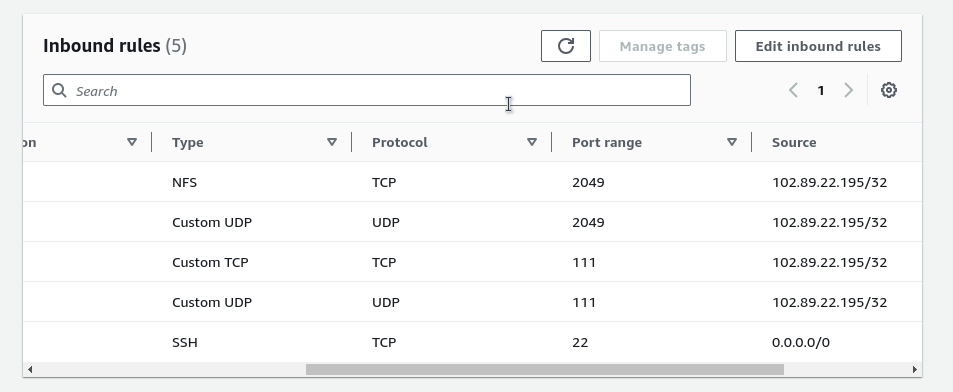 Inbound rules (5)
Manage tags
Edit inbound rules
Search
1
on Type Protocol Port range Source
NFS TCP 2049 102.89.22.195/32
Custom UDP UDP 2049 102.89.22.195/32
Custom TCP TCP 111 102.89.22.195/32
Custom UDP UDP 111 102.89.22.195/32
SSH TCP 22 0.0.0.0/0